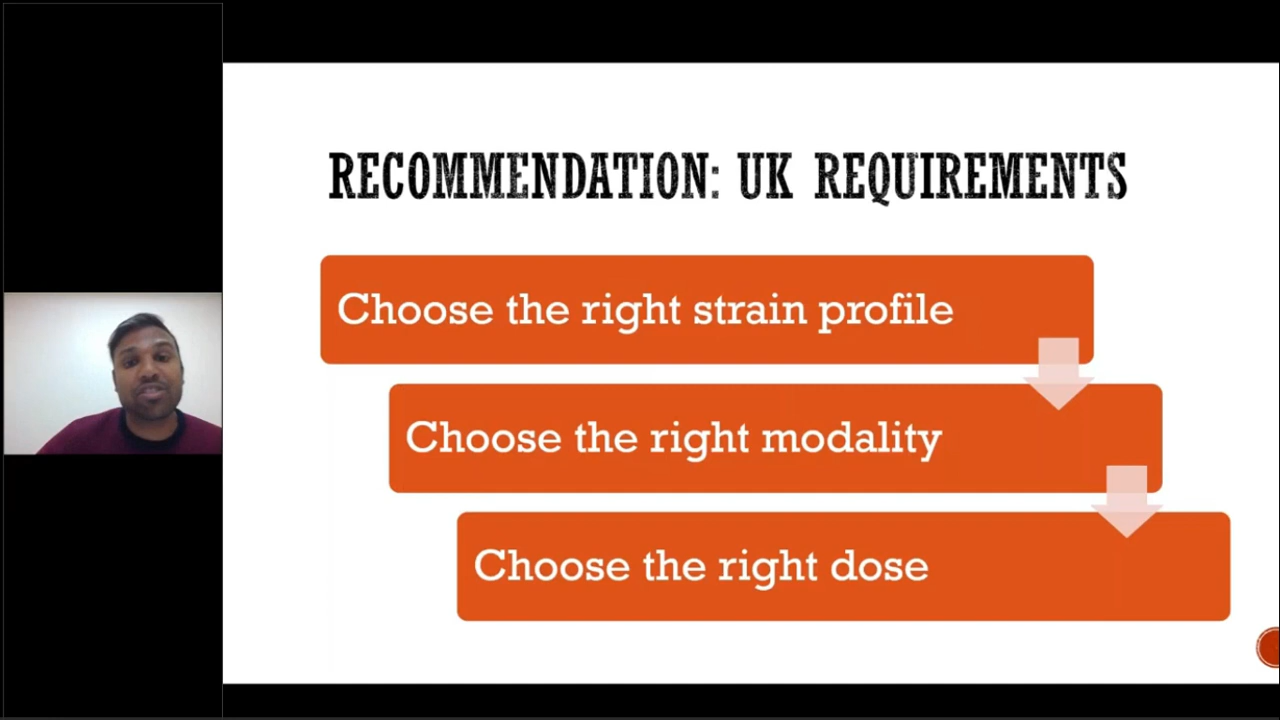 RECOMMENDATION: UK REQUIREMENTS
Choose the right strain profile
Choose the right modality
Choose the right dose